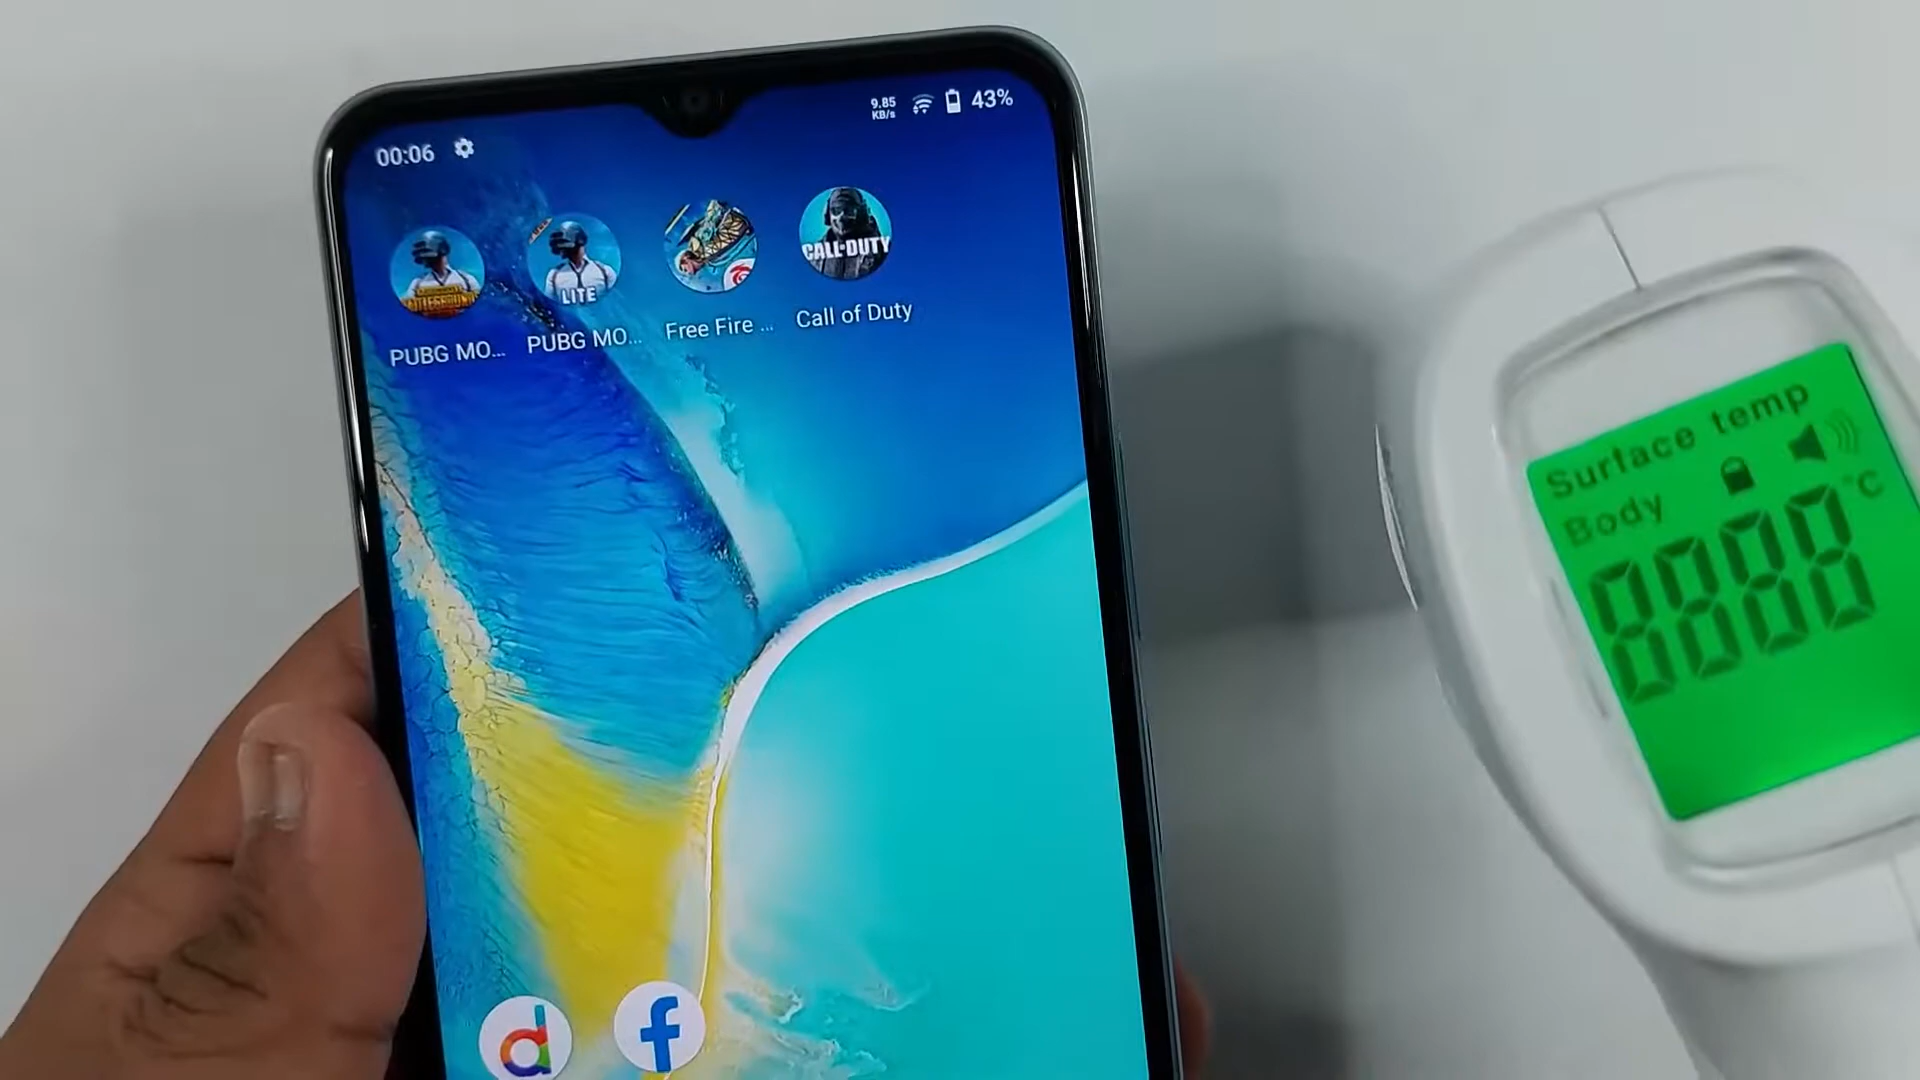 00:06
9.85
KB/s
43%
LITE
CALL OF DUTY
PUBG MO...
PUBG MO...
Free Fire ...
Call of Duty
Surface temp
Body
°C
8888